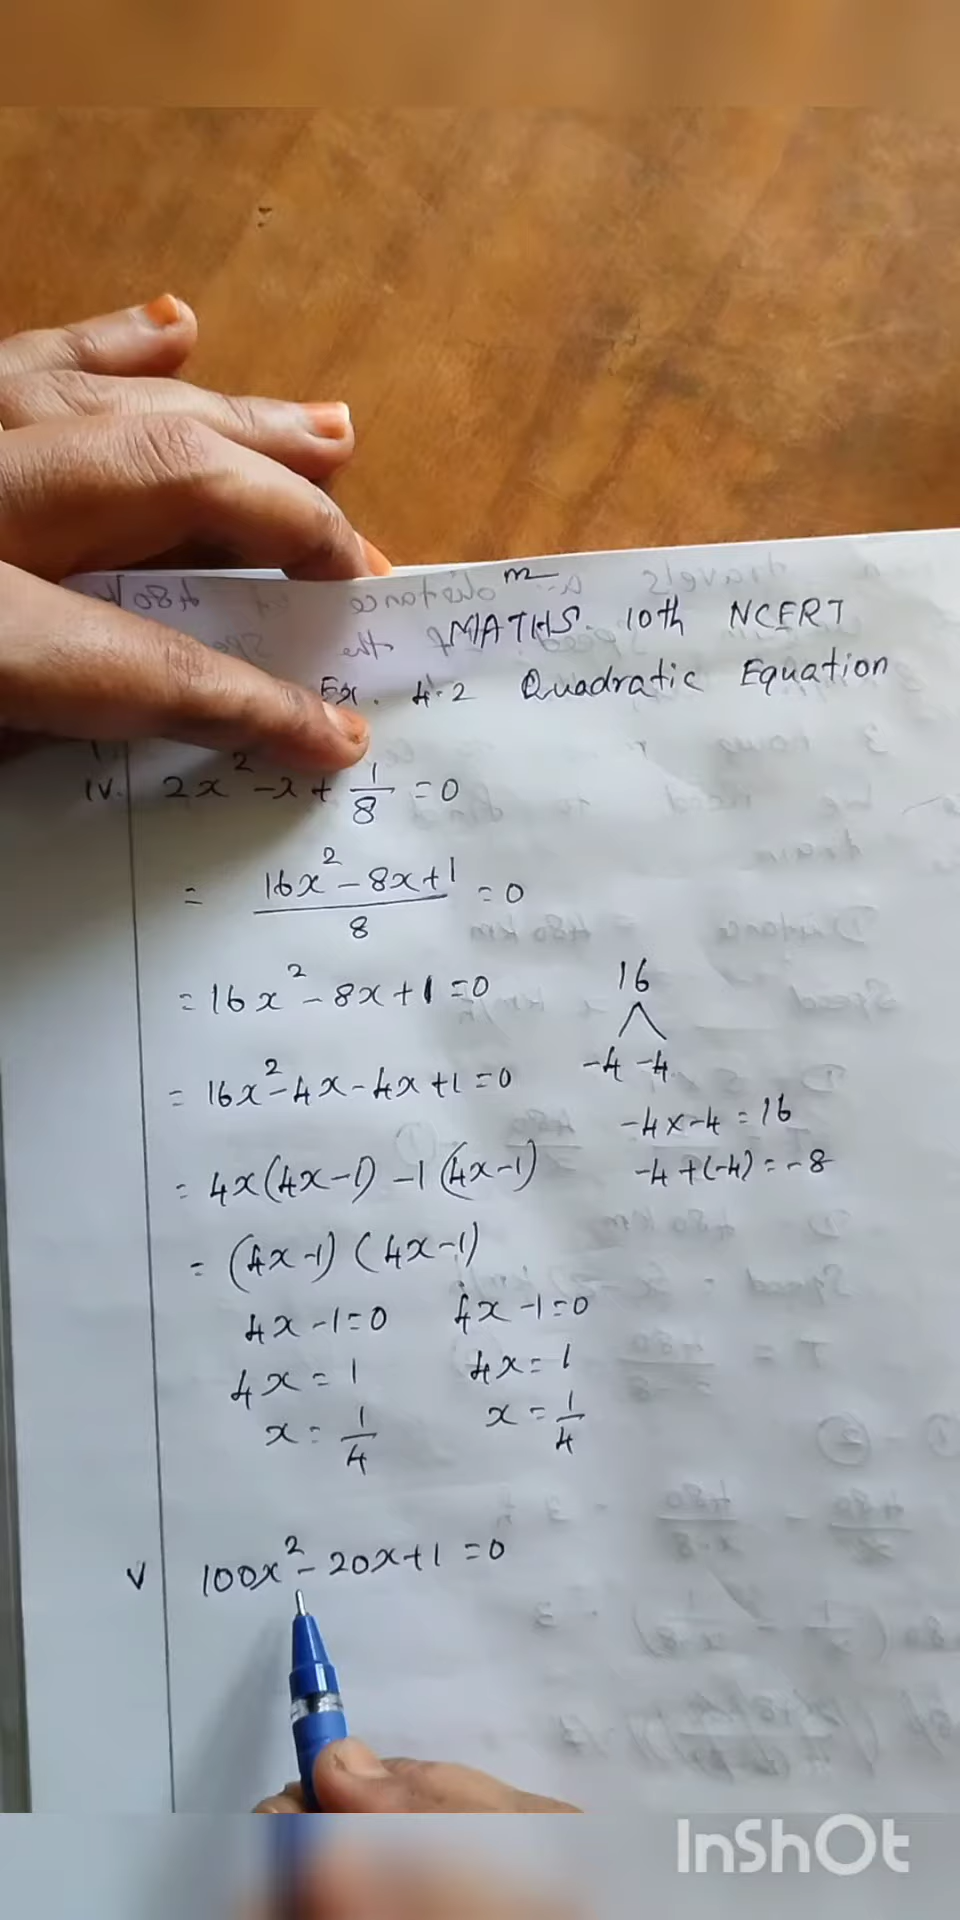 MATHS. 10th NCERT
Ex. 4.2 Quadratic Equation
iv. 2x² - x + 1/8 = 0
= 16x² - 8x + 1 / 8 = 0
= 16x² - 8x + 1 = 0
16
-4 -4
= 16x² - 4x - 4x + 1 = 0
-4 x -4 = 16
= 4x(4x-1) -1(4x-1)
-4 + (-4) = -8
= (4x-1) (4x-1)
4x - 1 = 0 4x - 1 = 0
4x = 1 4x = 1
x = 1/4 x = 1/4
v 100x² - 20x + 1 = 0
InShOt